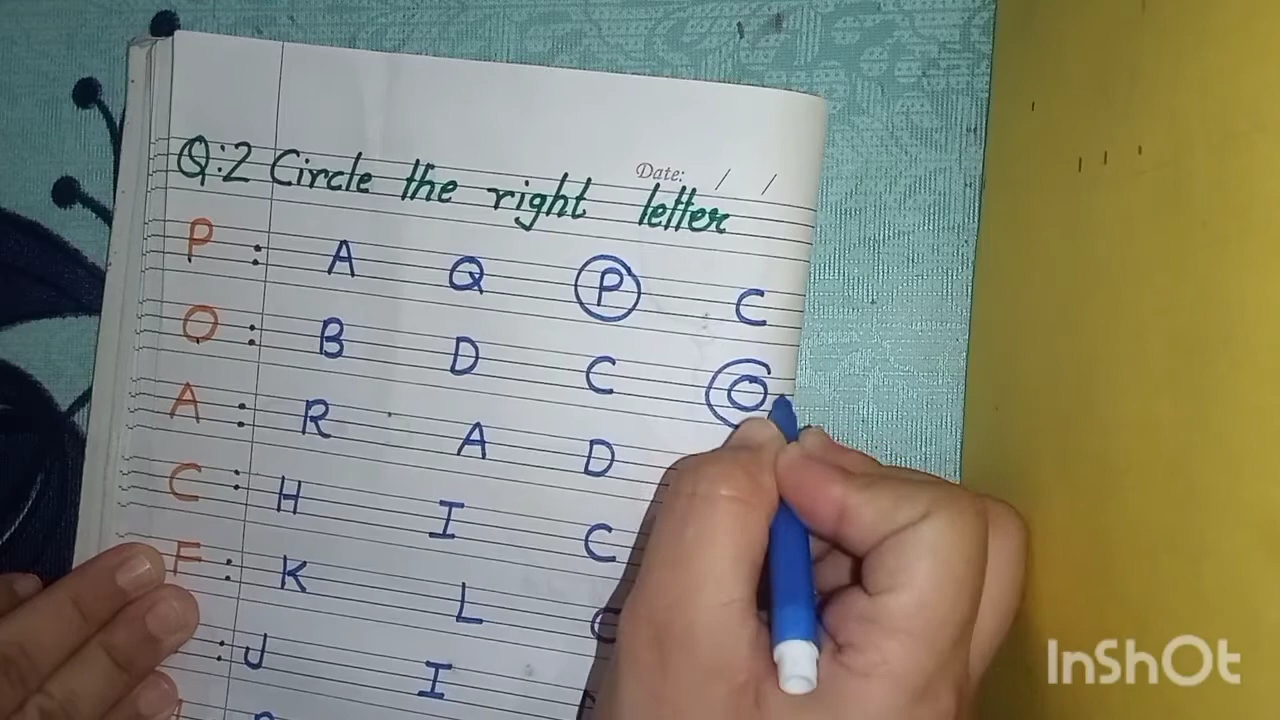 Date: / /
Q:2 Circle the right letter
P : A Q P C
O : B D C O
A : R A D
C : H I C
F : K L C
: J I
InShOt